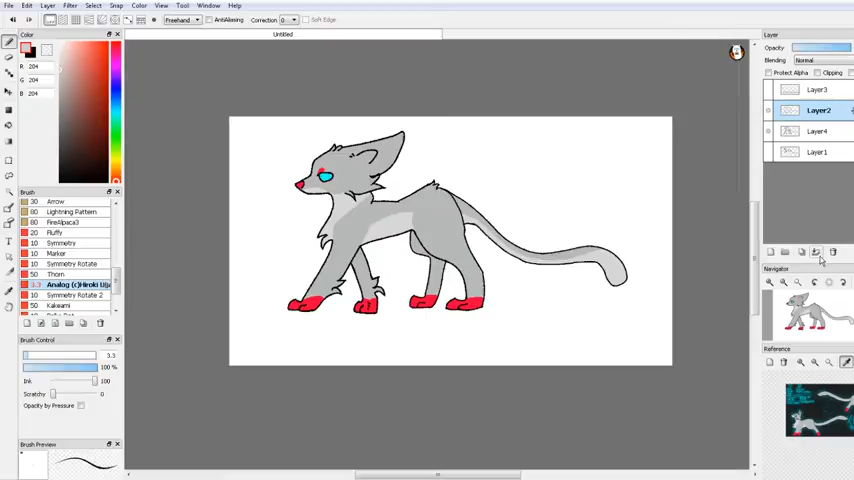 File Edit Layer Filter Select Snap Color View Tool Window Help
Freehand AntiAliasing Correction 0 Soft Edge
Untitled
Color
R 204
G 204
B 204
Brush
30 Arrow
80 Lightning Pattern
80 FireAlpaca3
20 Fluffy
10 Symmetry
10 Marker
10 Symmetry Rotate
50 Thorn
3.3 Analog (c)Hiroki
10 Symmetry Rotate 2
50 Kakeami
Brush Control
3.3
100 %
Ink 100
Scratchy 0
Opacity by Pressure
Brush Preview
Layer
Opacity
Blending Normal
Protect Alpha Clipping
Layer3
Layer2
Layer4
Layer1
Navigator
Reference